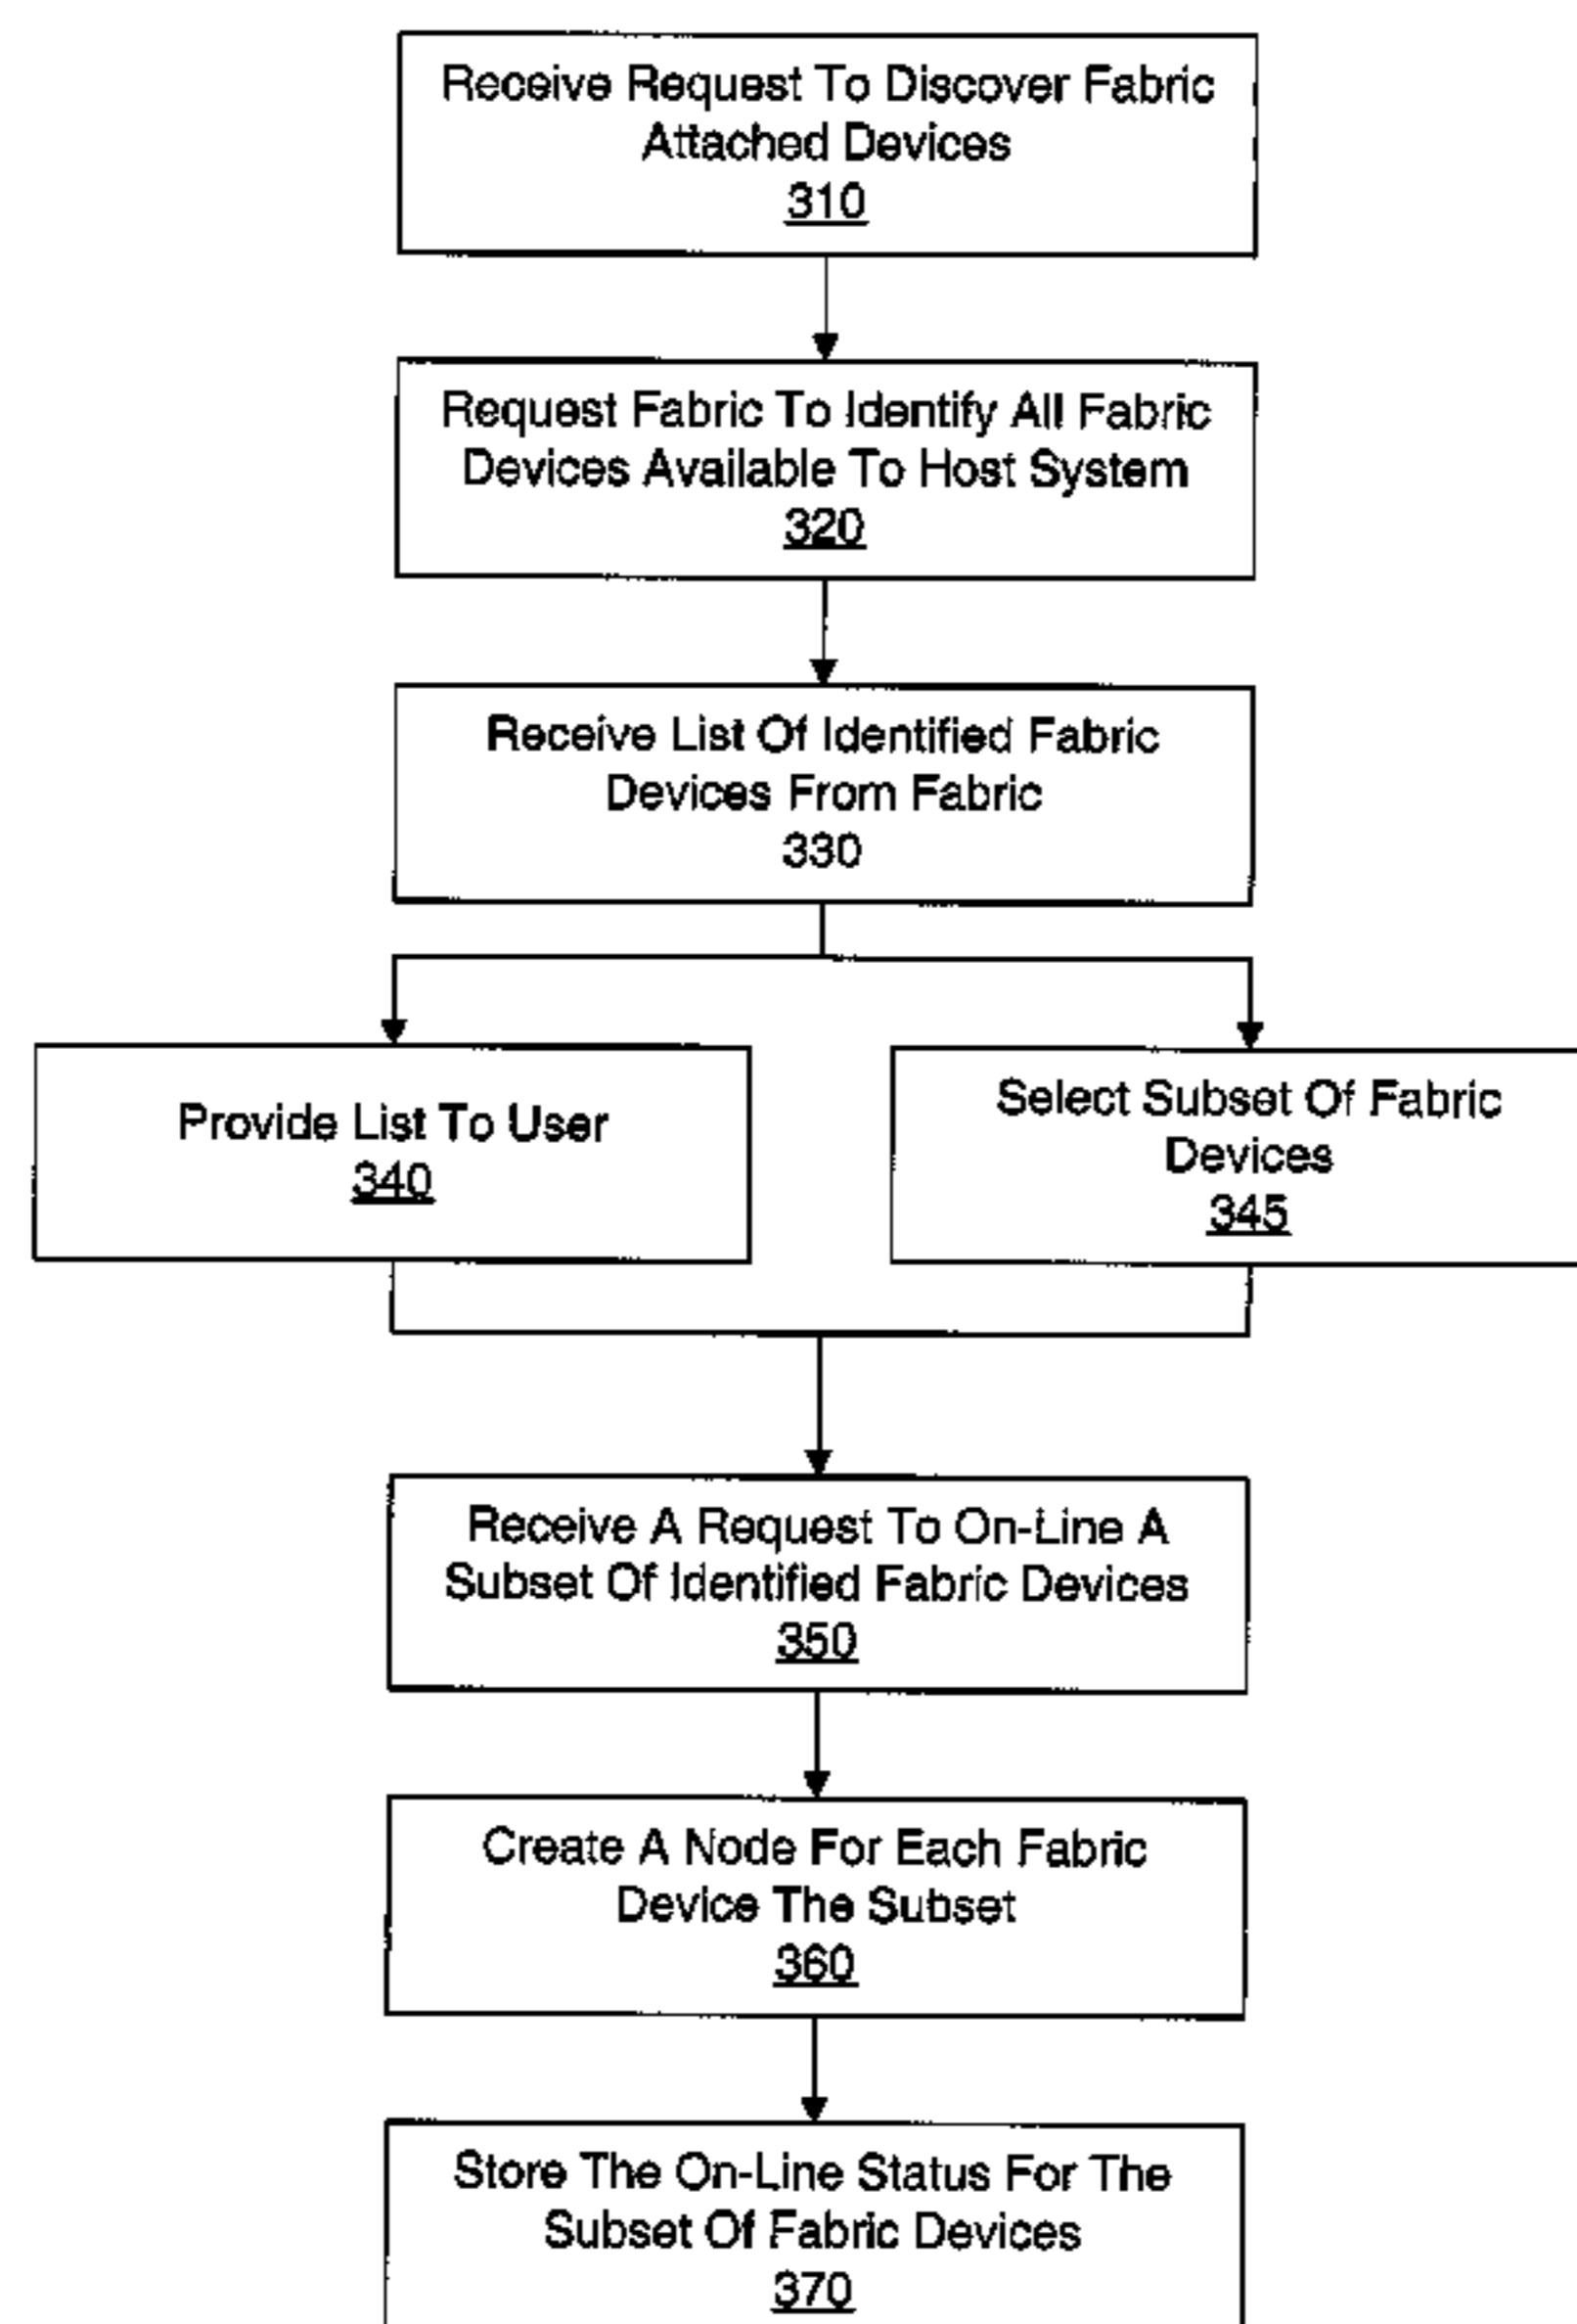 Receive Request To Discover Fabric
Attached Devices
310
Request Fabric To Identify All Fabric
Devices Available To Host System
320
Receive List Of Identified Fabric
Devices From Fabric
330
Provide List To User
340
Select Subset Of Fabric
Devices
345
Receive A Request To On-Line A
Subset Of Identified Fabric Devices
350
Create A Node For Each Fabric
Device The Subset
360
Store The On-Line Status For The
Subset Of Fabric Devices
370